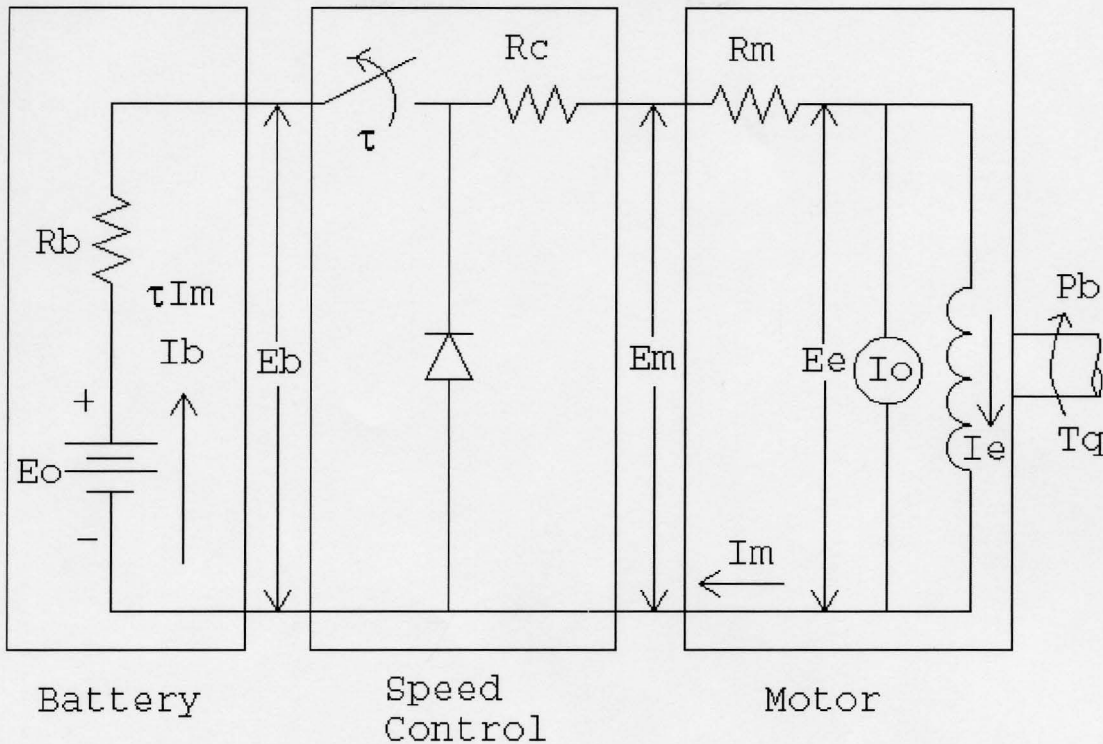 Rc
Rm
τ
Rb
τIm
Ib
Eb
Em
Ee
Io
Ie
Pb
Tq
+
Eo
−
Im
Battery
Speed
Control
Motor